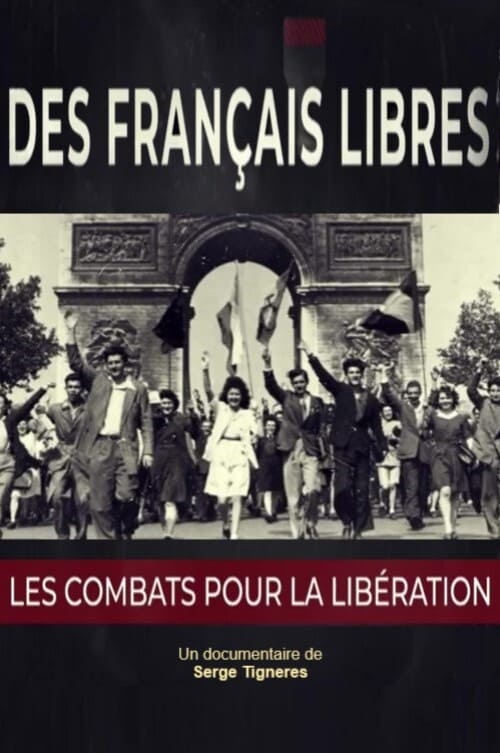 DES FRANÇAIS LIBRES
LES COMBATS POUR LA LIBÉRATION
Un documentaire de
Serge Tigneres